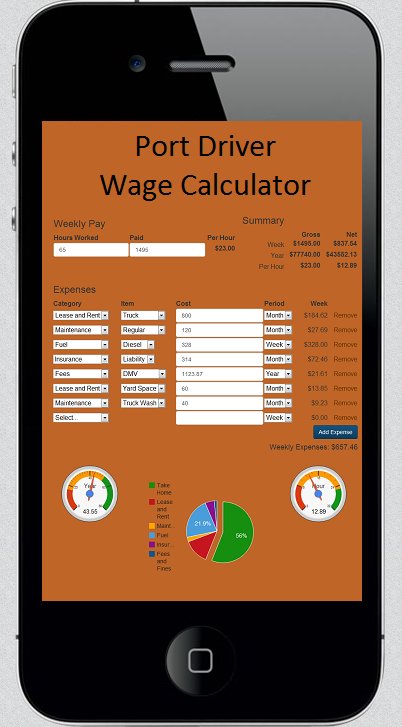 Port Driver
Wage Calculator
Weekly Pay
Hours Worked Paid Per Hour
65 1495 $23.00
Summary
Gross Net
Week $1495.00 $837.54
Year $77740.00 $43552.13
Per Hour $23.00 $12.89
Expenses
Category Item Cost Period Week
Lease and Rent Truck 800 Month $184.62 Remove
Maintenance Regular 120 Month $27.69 Remove
Fuel Diesel 328 Week $328.00 Remove
Insurance Liability 314 Month $72.46 Remove
Fees DMV 1123.87 Year $21.61 Remove
Lease and Rent Yard Space 60 Month $13.85 Remove
Maintenance Truck Wash 40 Month $9.23 Remove
Select... Week $0.00 Remove
Add Expense
Weekly Expenses: $657.46
Year
43.55
Take
Home
Lease
and
Rent
Maint...
Fuel
Insur...
Fees
and
Fines
21.9%
56%
Hour
12.89